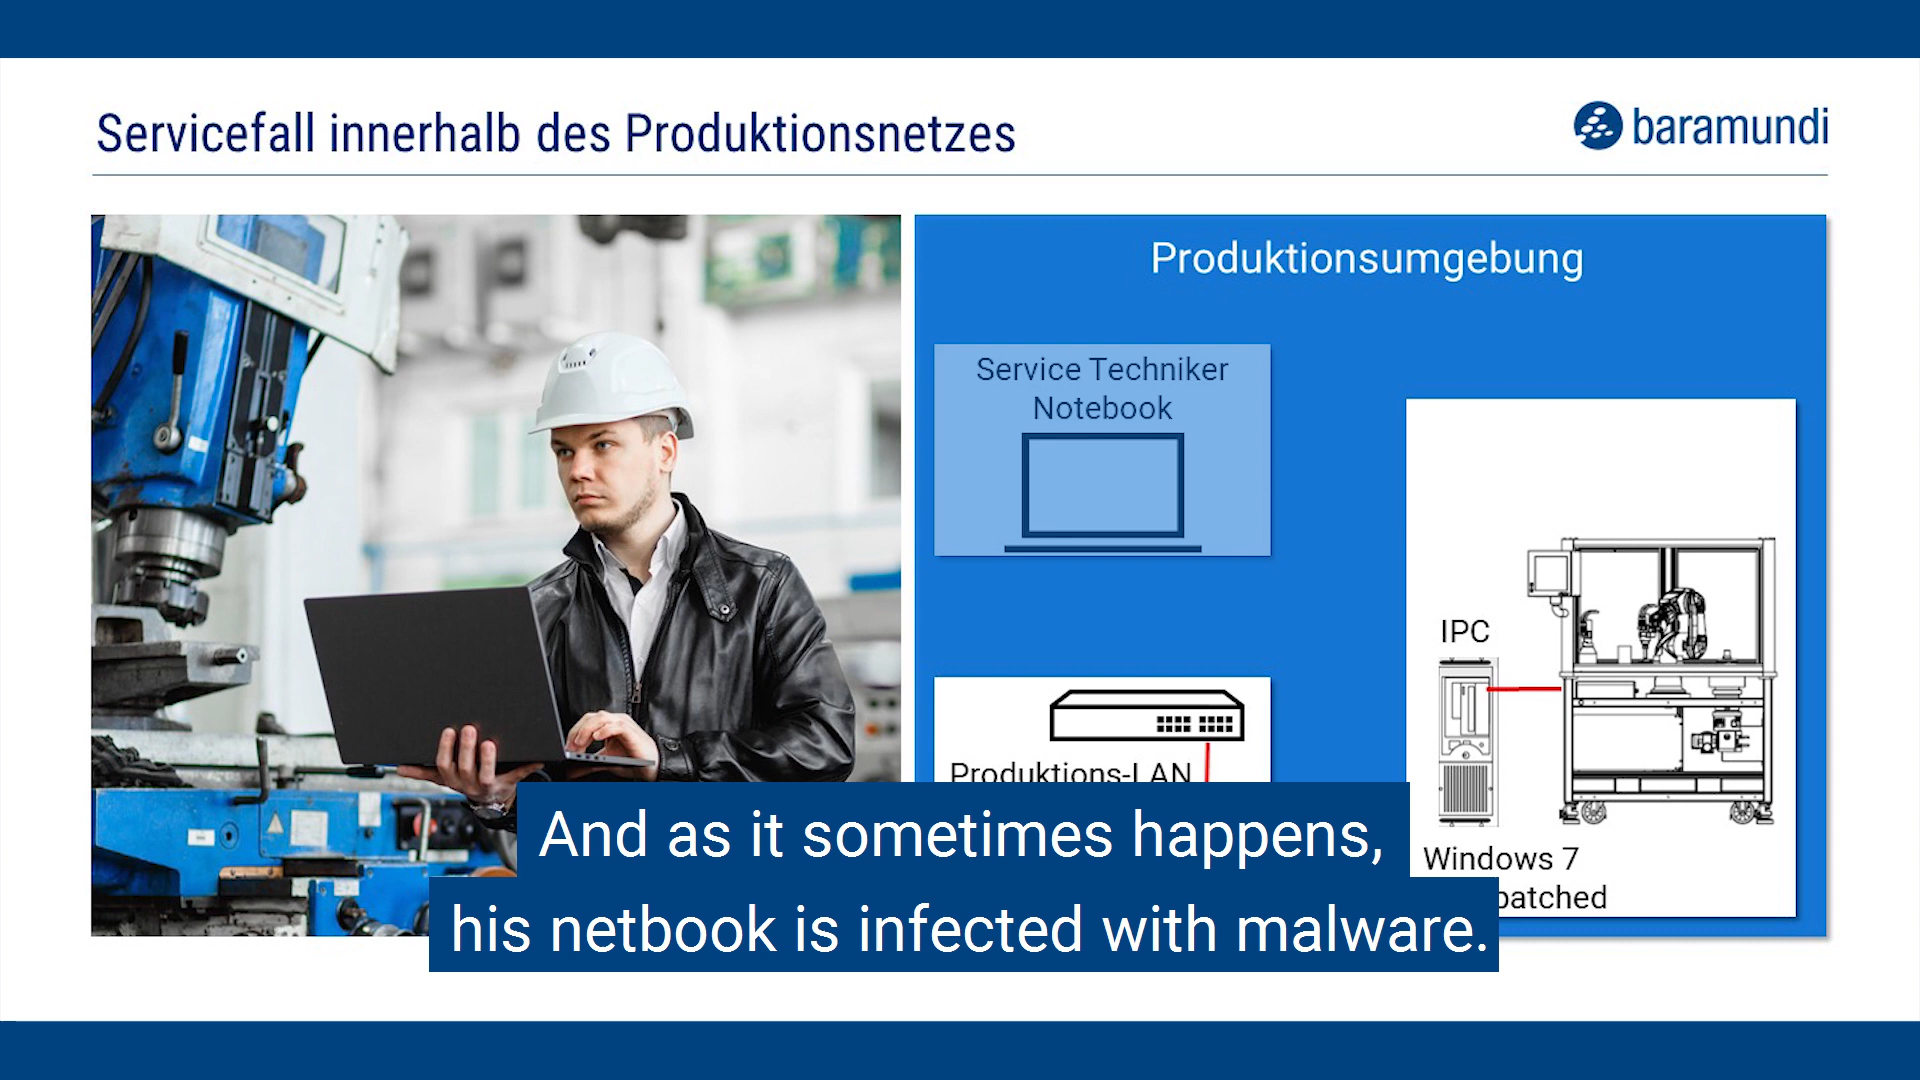 Servicefall innerhalb des Produktionsnetzes
baramundi
Produktionsumgebung
Service Techniker
Notebook
IPC
Produktions-LAN
Windows 7
patched
And as it sometimes happens,
his netbook is infected with malware.